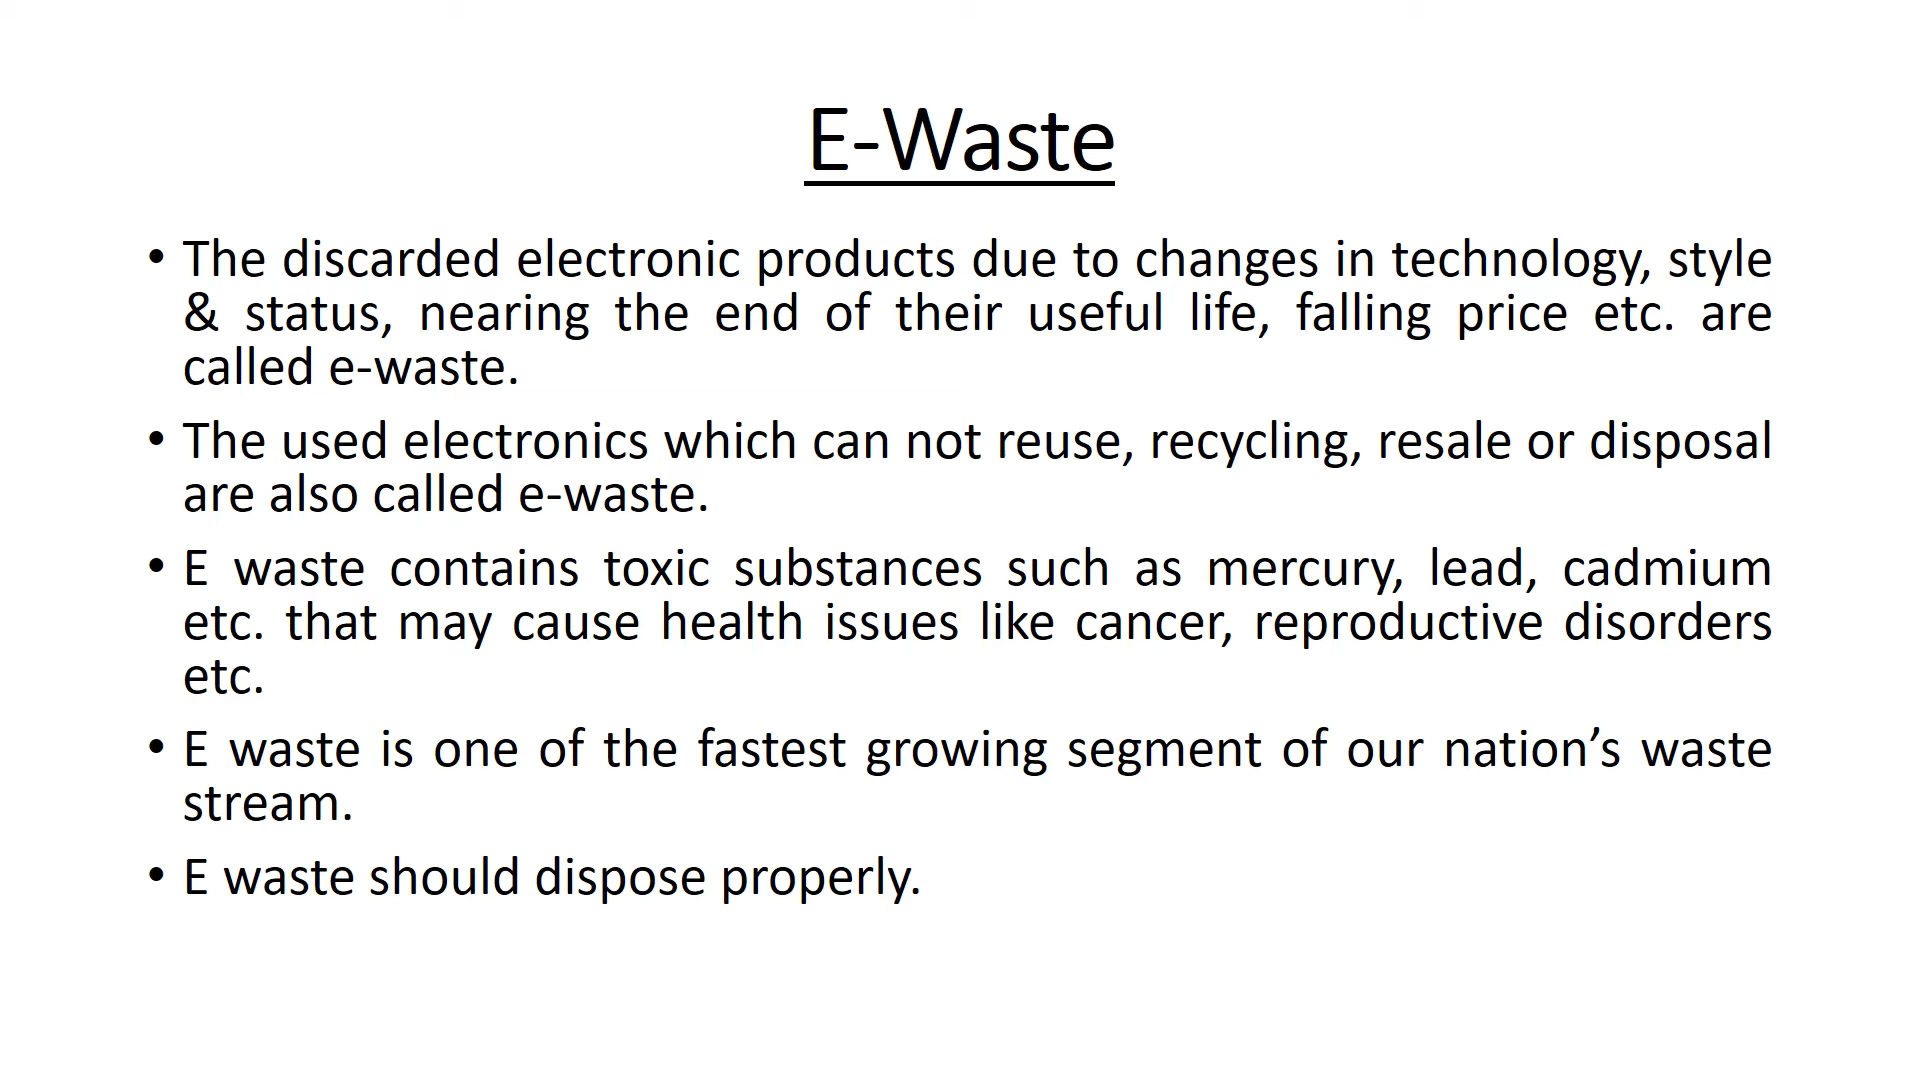 E-Waste
• The discarded electronic products due to changes in technology, style
& status, nearing the end of their useful life, falling price etc. are
called e-waste.
• The used electronics which can not reuse, recycling, resale or disposal
are also called e-waste.
• E waste contains toxic substances such as mercury, lead, cadmium
etc. that may cause health issues like cancer, reproductive disorders
etc.
• E waste is one of the fastest growing segment of our nation’s waste
stream.
• E waste should dispose properly.